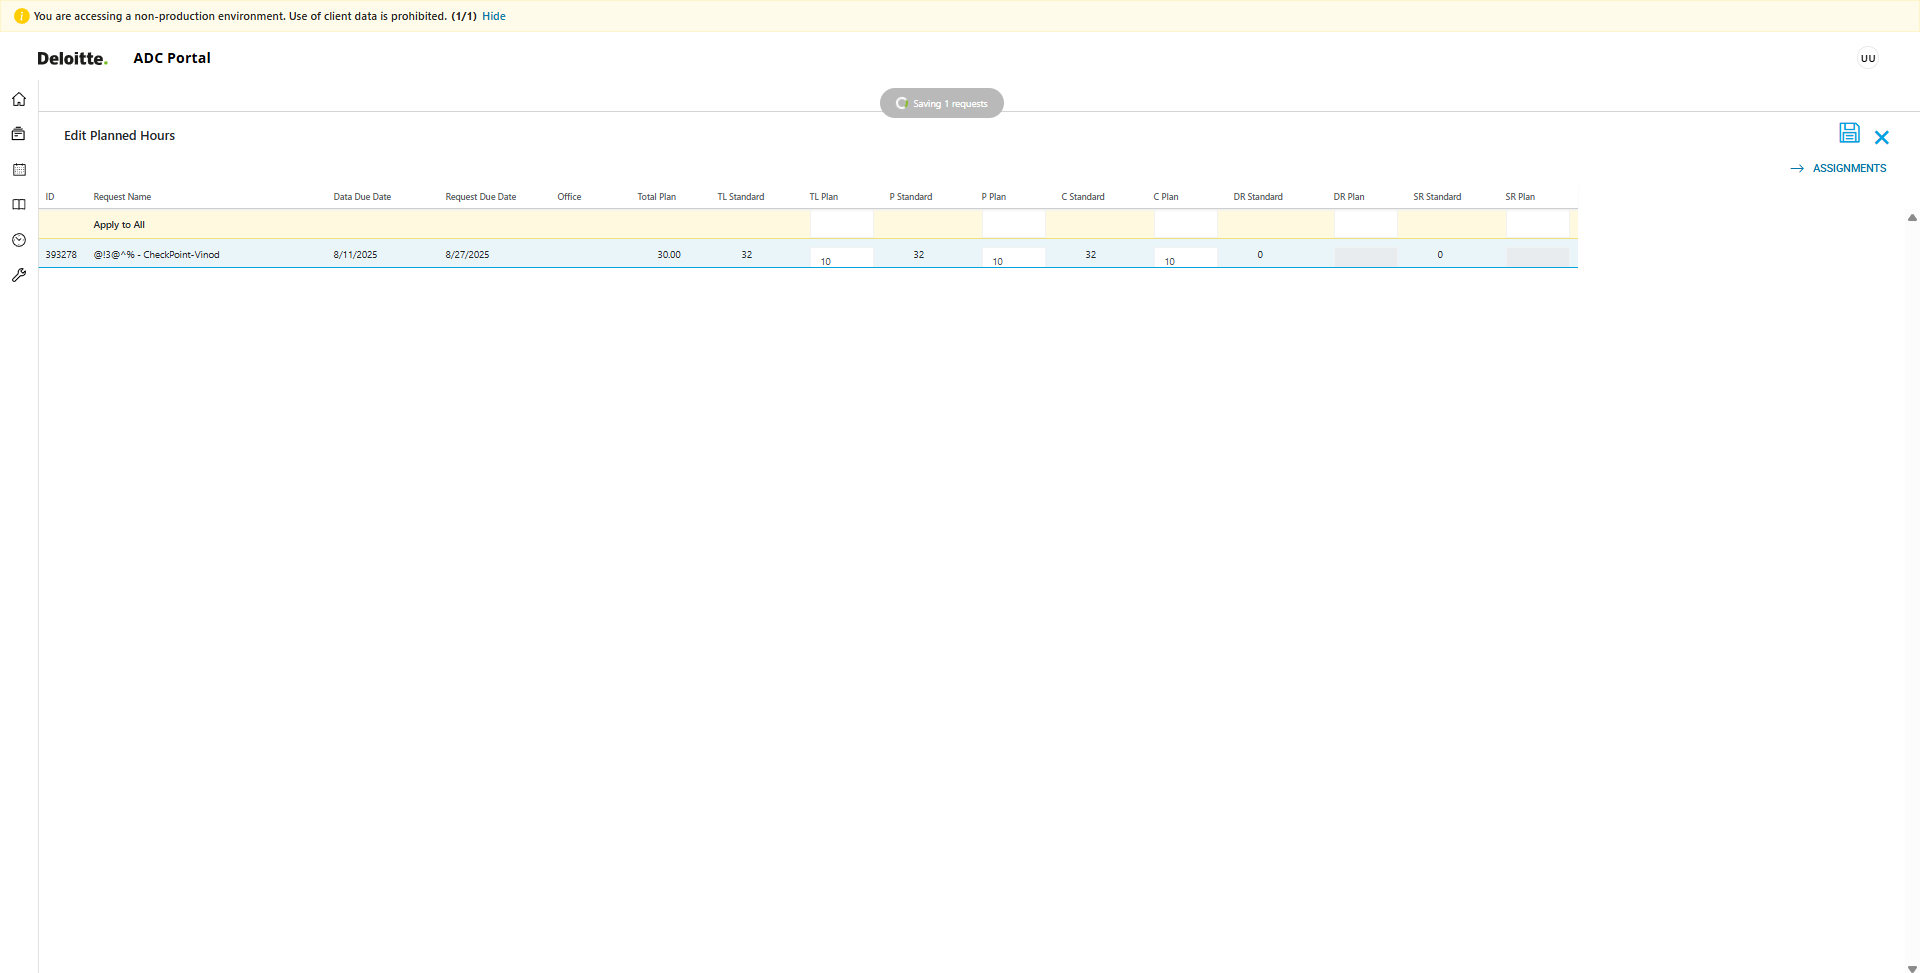 You are accessing a non-production environment. Use of client data is prohibited. (1/1) Hide
Deloitte. ADC Portal UU
Saving 1 requests
Edit Planned Hours
ASSIGNMENTS
ID Request Name Data Due Date Request Due Date Office Total Plan TL Standard TL Plan P Standard P Plan C Standard C Plan DR Standard DR Plan SR Standard SR Plan
Apply to All
393278 @!3@^% - CheckPoint-Vinod 8/11/2025 8/27/2025 30.00 32 10 32 10 32 10 0 0